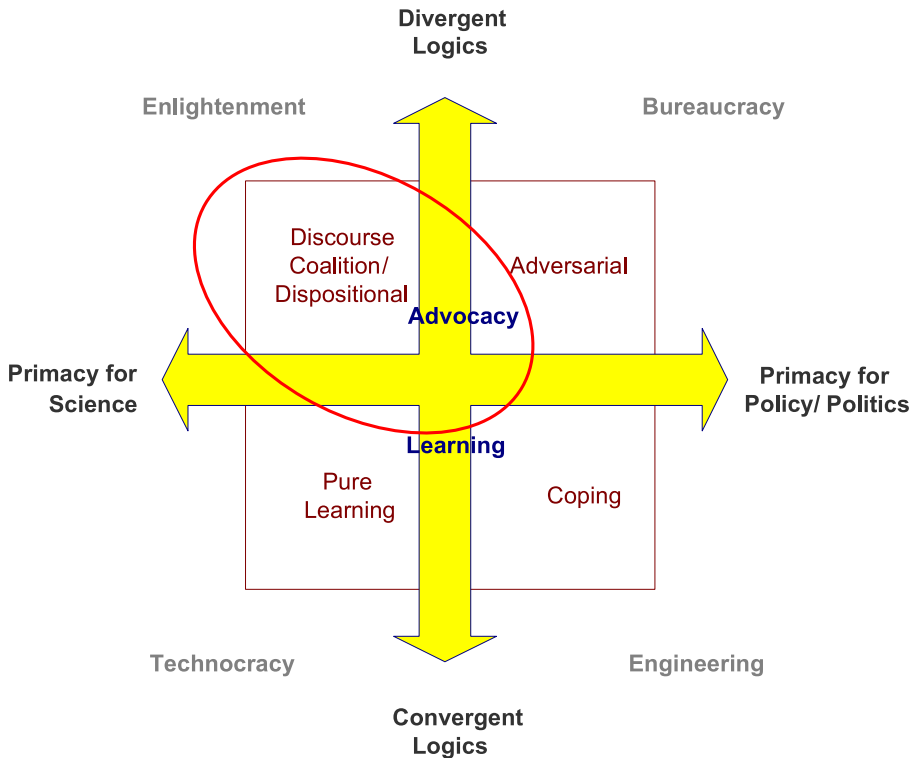 Divergent
Logics
Enlightenment
Bureaucracy
Discourse
Coalition/
Dispositional
Adversarial
Advocacy
Primacy for
Science
Primacy for
Policy/ Politics
Learning
Pure
Learning
Coping
Technocracy
Engineering
Convergent
Logics